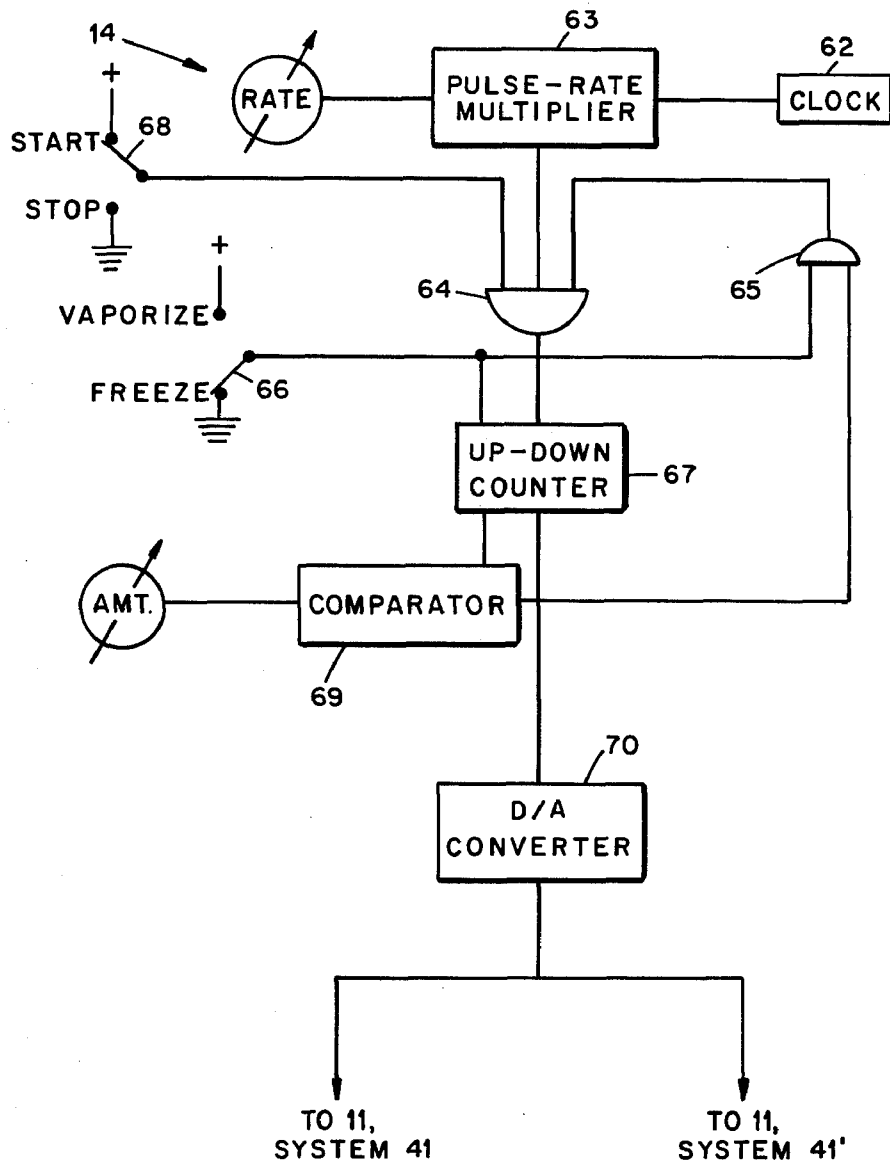 14
63
+
RATE
PULSE-RATE
MULTIPLIER
62
CLOCK
START
68
STOP
+
64
65
VAPORIZE
FREEZE
66
UP-DOWN
COUNTER
67
AMT.
COMPARATOR
69
70
D/A
CONVERTER
TO 11,
SYSTEM 41
TO 11,
SYSTEM 41'